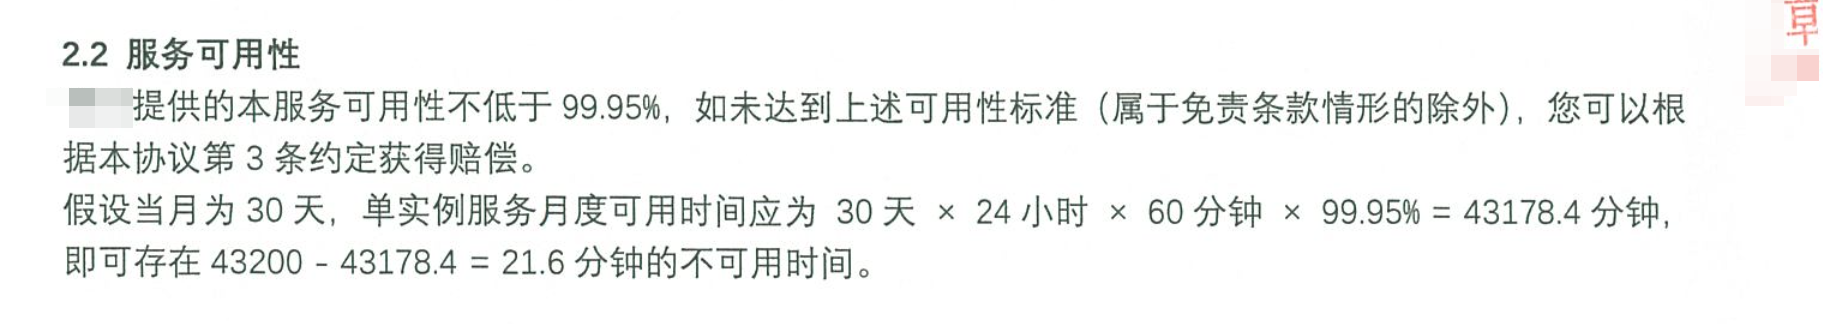 2.2 服务可用性
提供的本服务可用性不低于 99.95%，如未达到上述可用性标准（属于免责条款情形的除外），您可以根
据本协议第 3 条约定获得赔偿。
假设当月为 30 天，单实例服务月度可用时间应为 30 天 × 24 小时 × 60 分钟 × 99.95% = 43178.4 分钟，
即可存在 43200 - 43178.4 = 21.6 分钟的不可用时间。